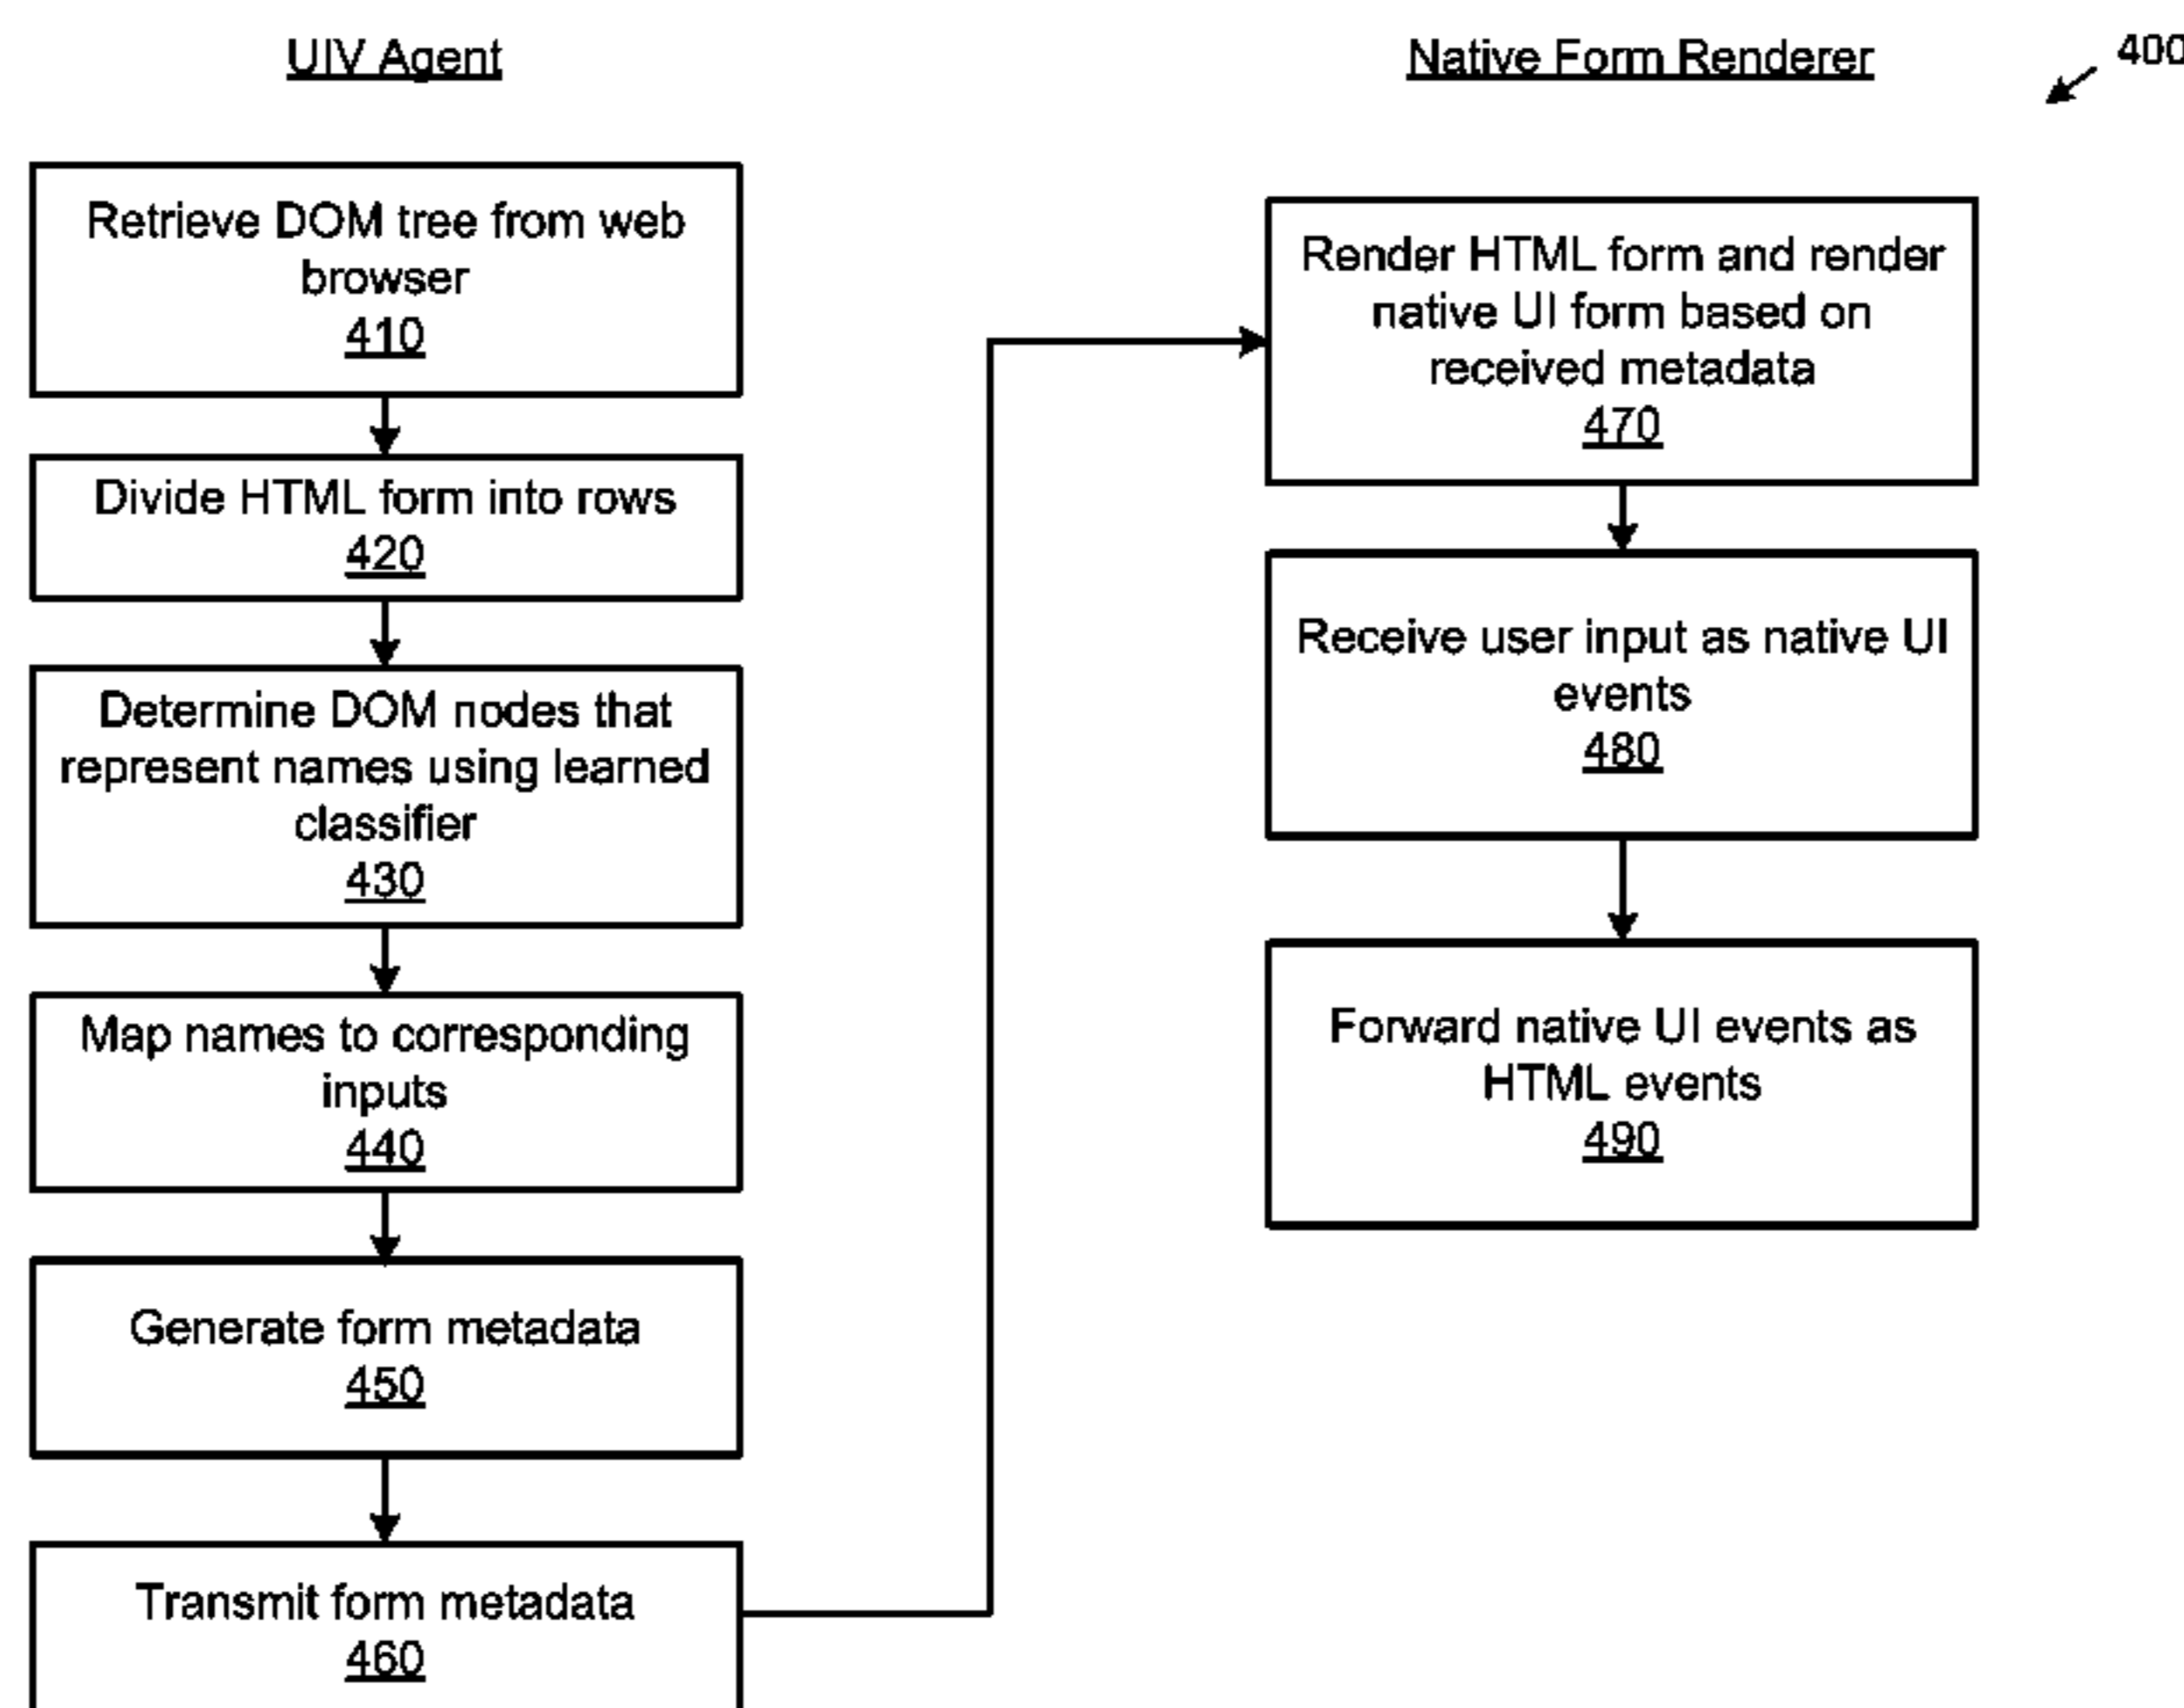 UIV Agent
Native Form Renderer
400
Retrieve DOM tree from web
browser
410
Divide HTML form into rows
420
Determine DOM nodes that
represent names using learned
classifier
430
Map names to corresponding
inputs
440
Generate form metadata
450
Transmit form metadata
460
Render HTML form and render
native UI form based on
received metadata
470
Receive user input as native UI
events
480
Forward native UI events as
HTML events
490